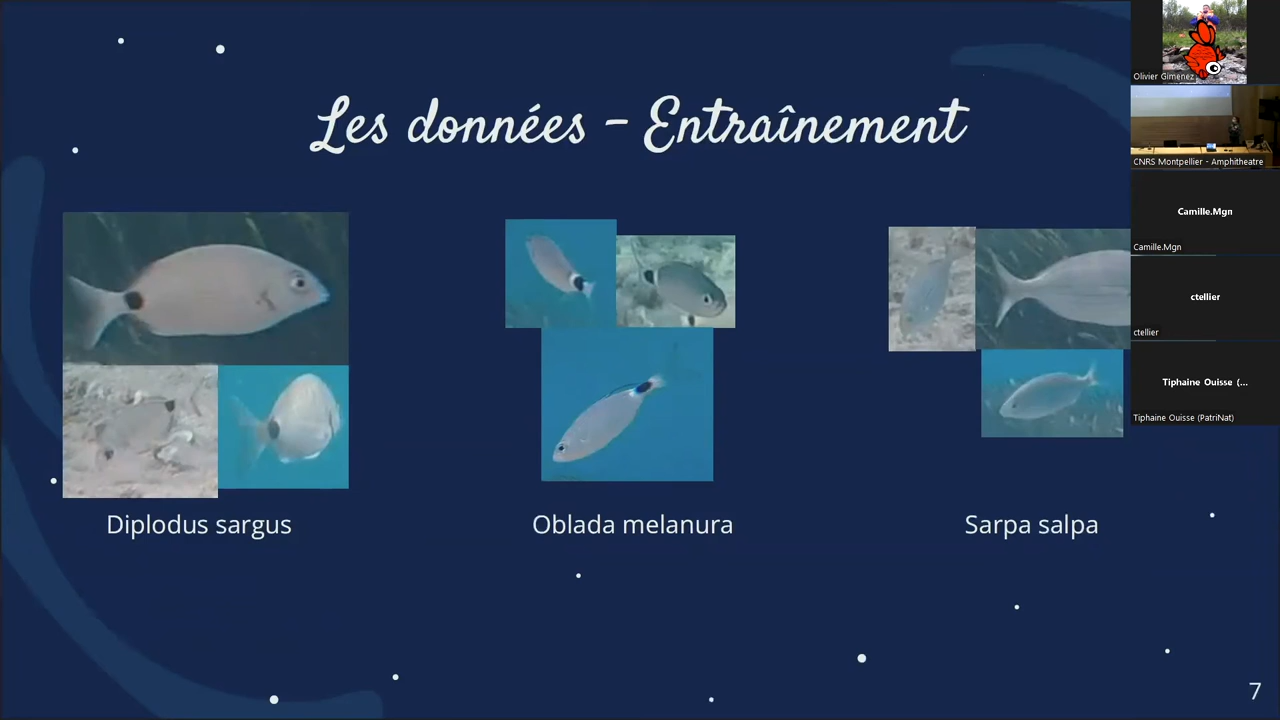 Les données - Entraînement
Diplodus sargus
Oblada melanura
Sarpa salpa
7
Olivier Gimenez
CNRS Montpellier - Amphitheatre
Camille.Mgn
Camille.Mgn
ctellier
ctellier
Tiphaine Ouisse (...
Tiphaine Ouisse (PatriNat)